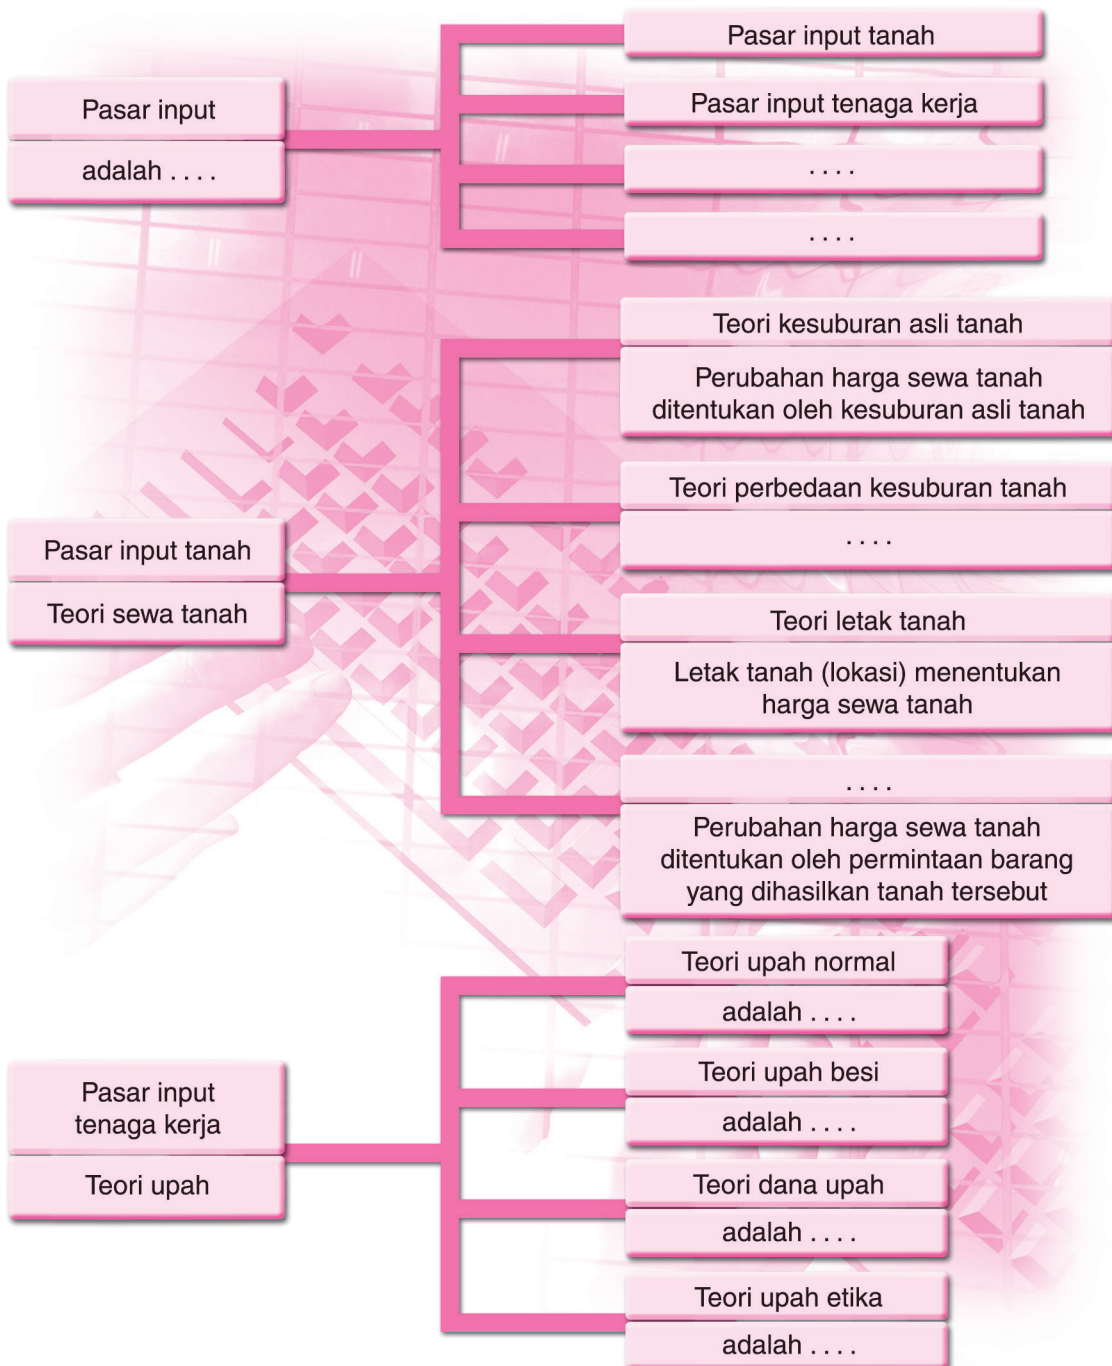 Pasar input
adalah . . . .
Pasar input tanah
Pasar input tenaga kerja
. . . .
. . . .
Pasar input tanah
Teori sewa tanah
Teori kesuburan asli tanah
Perubahan harga sewa tanah
ditentukan oleh kesuburan asli tanah
Teori perbedaan kesuburan tanah
. . . .
Teori letak tanah
Letak tanah (lokasi) menentukan
harga sewa tanah
. . . .
Perubahan harga sewa tanah
ditentukan oleh permintaan barang
yang dihasilkan tanah tersebut
Pasar input
tenaga kerja
Teori upah
Teori upah normal
adalah . . . .
Teori upah besi
adalah . . . .
Teori dana upah
adalah . . . .
Teori upah etika
adalah . . . .